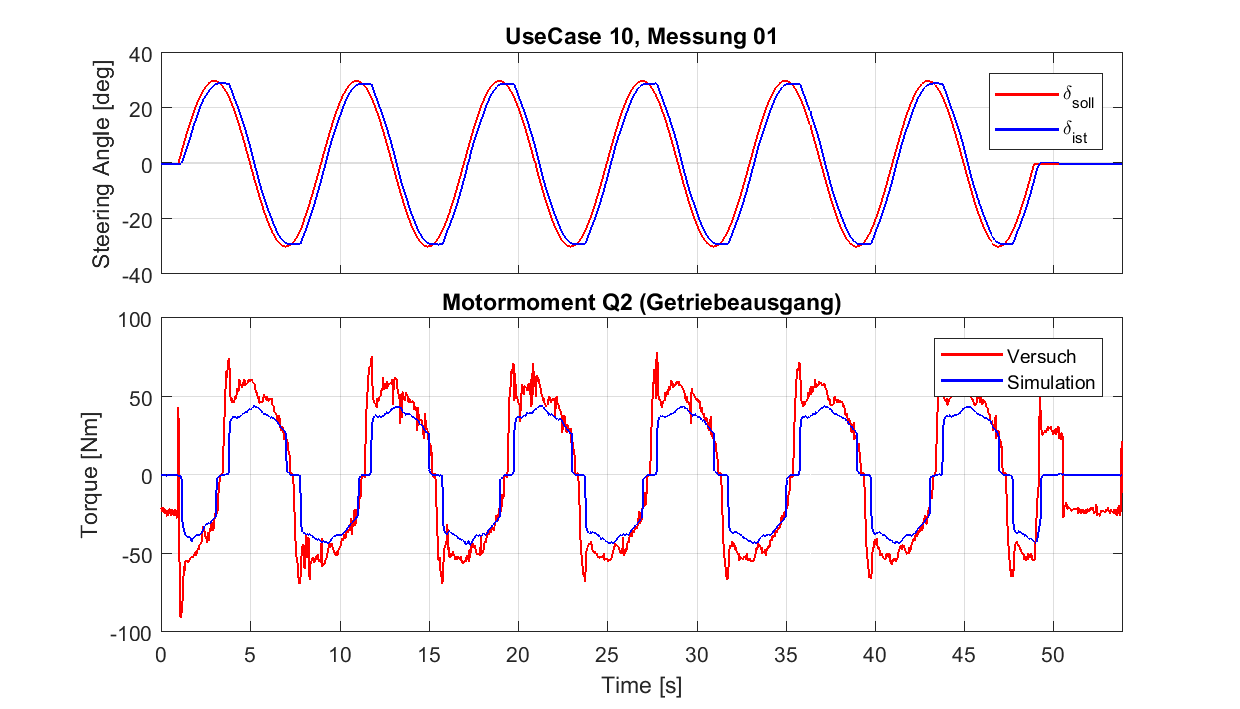 UseCase 10, Messung 01
Steering Angle [deg]
40
20
0
-20
-40
δsoll
δist
Motormoment Q2 (Getriebeausgang)
Torque [Nm]
100
50
0
-50
-100
Versuch
Simulation
0 5 10 15 20 25 30 35 40 45 50
Time [s]